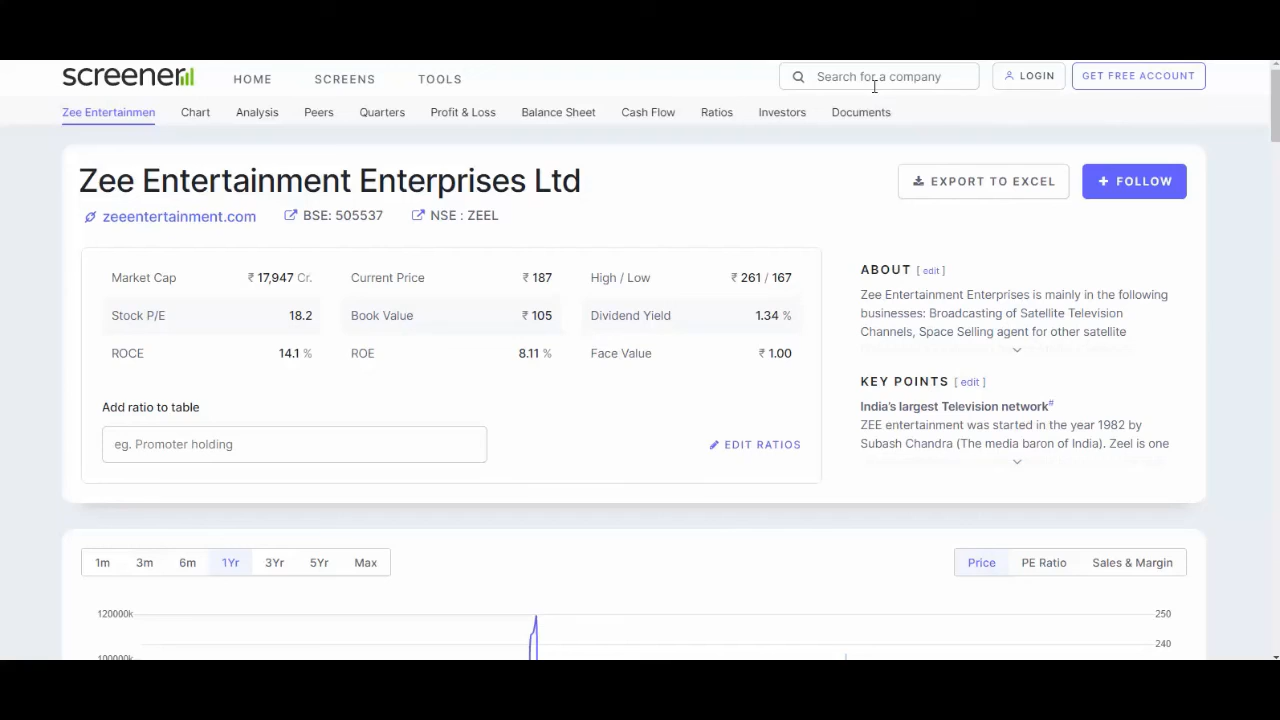 screener
HOME SCREENS TOOLS
Search for a company
LOGIN
GET FREE ACCOUNT
Zee Entertainmen Chart Analysis Peers Quarters Profit & Loss Balance Sheet Cash Flow Ratios Investors Documents
Zee Entertainment Enterprises Ltd
EXPORT TO EXCEL
+ FOLLOW
zeeentertainment.com BSE: 505537 NSE : ZEEL
Market Cap ₹ 17,947 Cr. Current Price ₹ 187 High / Low ₹ 261 / 167
Stock P/E 18.2 Book Value ₹ 105 Dividend Yield 1.34 %
ROCE 14.1 % ROE 8.11 % Face Value ₹ 1.00
Add ratio to table
eg. Promoter holding
EDIT RATIOS
ABOUT [ edit ]
Zee Entertainment Enterprises is mainly in the following
businesses: Broadcasting of Satellite Television
Channels, Space Selling agent for other satellite
KEY POINTS [ edit ]
India's largest Television network#
ZEE entertainment was started in the year 1982 by
Subash Chandra (The media baron of India). Zeel is one
1m 3m 6m 1Yr 3Yr 5Yr Max
Price PE Ratio Sales & Margin
120000k 250
240